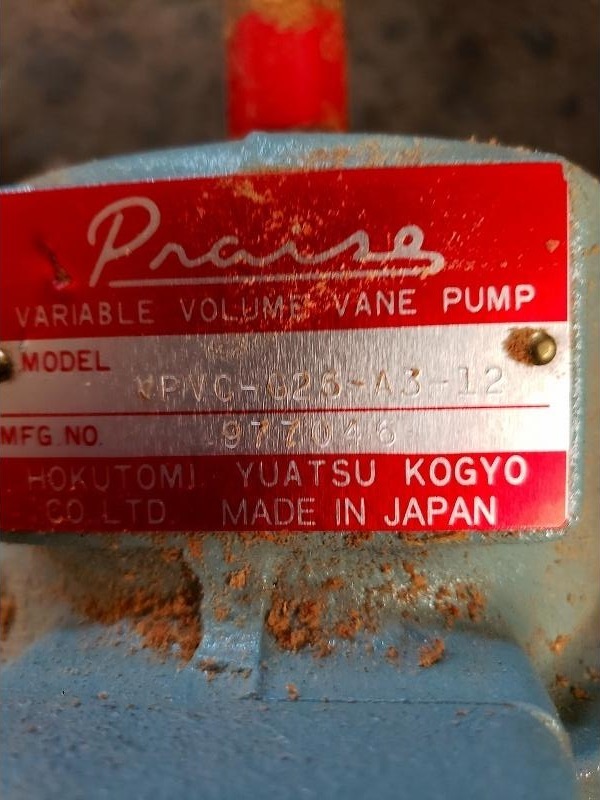 Praise
VARIABLE VOLUME VANE PUMP
MODEL
VPVC-Q26-A3-12
MFG NO. 977046
HOKUTOMI YUATSU KOGYO
CO LTD MADE IN JAPAN